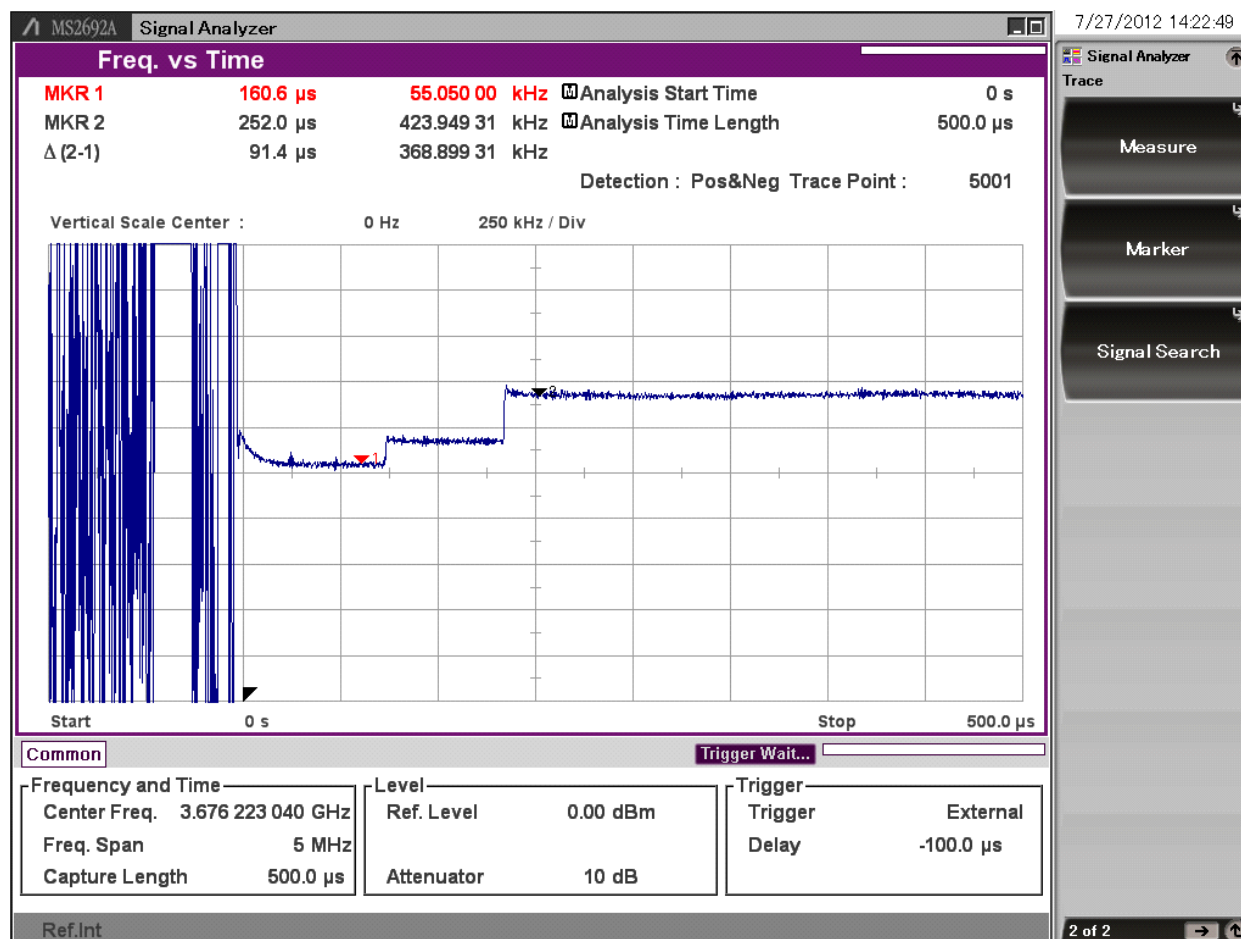 MS2692A Signal Analyzer
7/27/2012 14:22:49
Freq. vs Time
MKR 1 160.6 µs 55.050 00 kHz M Analysis Start Time 0 s
MKR 2 252.0 µs 423.949 31 kHz M Analysis Time Length 500.0 µs
Δ (2-1) 91.4 µs 368.899 31 kHz
Detection : Pos&Neg Trace Point : 5001
Vertical Scale Center : 0 Hz 250 kHz / Div
2
1
Start 0 s Stop 500.0 µs
Common
Trigger Wait...
Frequency and Time
Center Freq. 3.676 223 040 GHz
Freq. Span 5 MHz
Capture Length 500.0 µs
Level
Ref. Level 0.00 dBm
Attenuator 10 dB
Trigger
Trigger External
Delay -100.0 µs
Ref.Int
Signal Analyzer
Trace
Measure
Marker
Signal Search
2 of 2